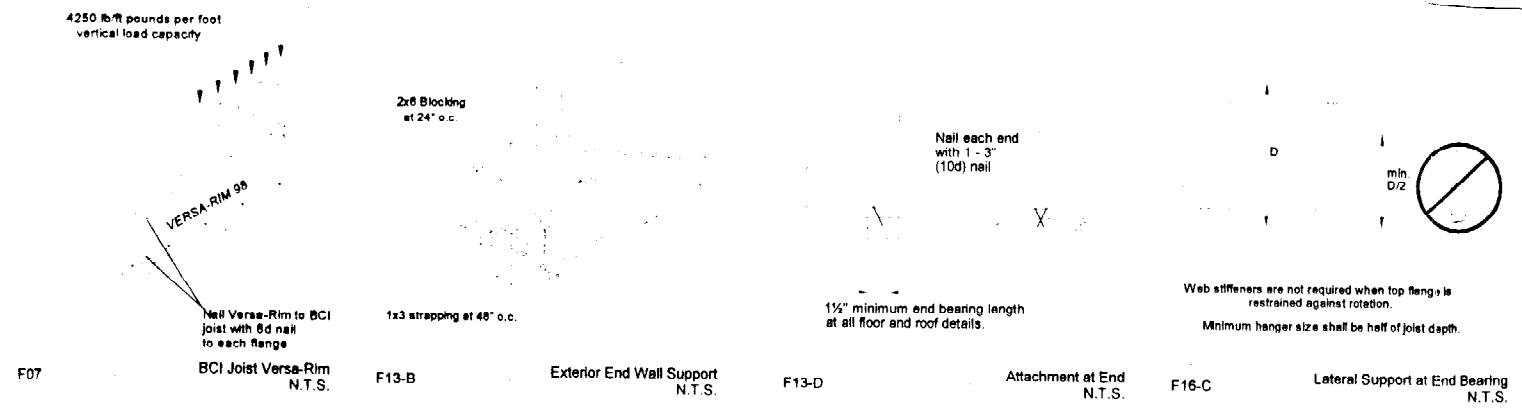 4250 lb/ft pounds per foot
vertical load capacity
VERSA-RIM 98
Nail Versa-Rim to BCI
joist with 8d nail
to each flange
F07
BCI Joist Versa-Rim
N.T.S.
2x6 Blocking
at 24" o.c.
1x3 strapping at 48" o.c.
F13-B
Exterior End Wall Support
N.T.S.
Nail each end
with 1 - 3"
(10d) nail
1½" minimum end bearing length
at all floor and roof details.
F13-D
Attachment at End
N.T.S.
D
min.
D/2
Web stiffeners are not required when top flange is
restrained against rotation.
Minimum hanger size shall be half of joist depth.
F16-C
Lateral Support at End Bearing
N.T.S.